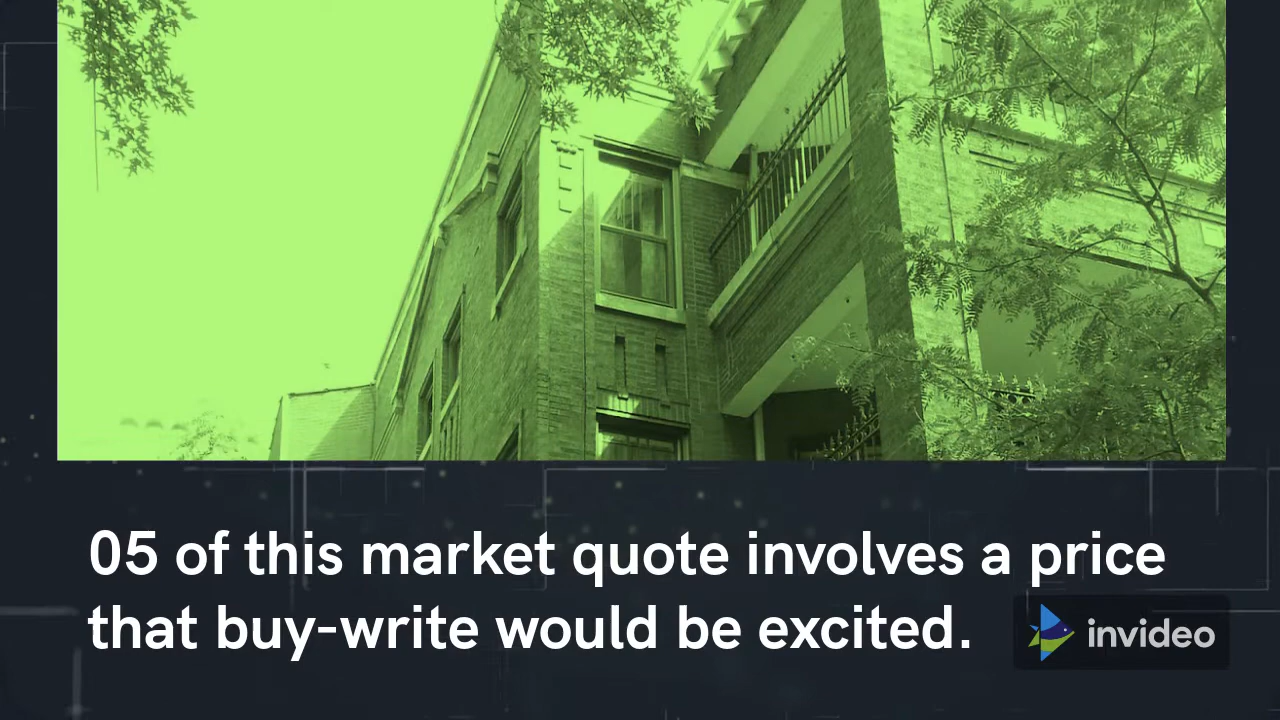 05 of this market quote involves a price
that buy-write would be excited.
invideo